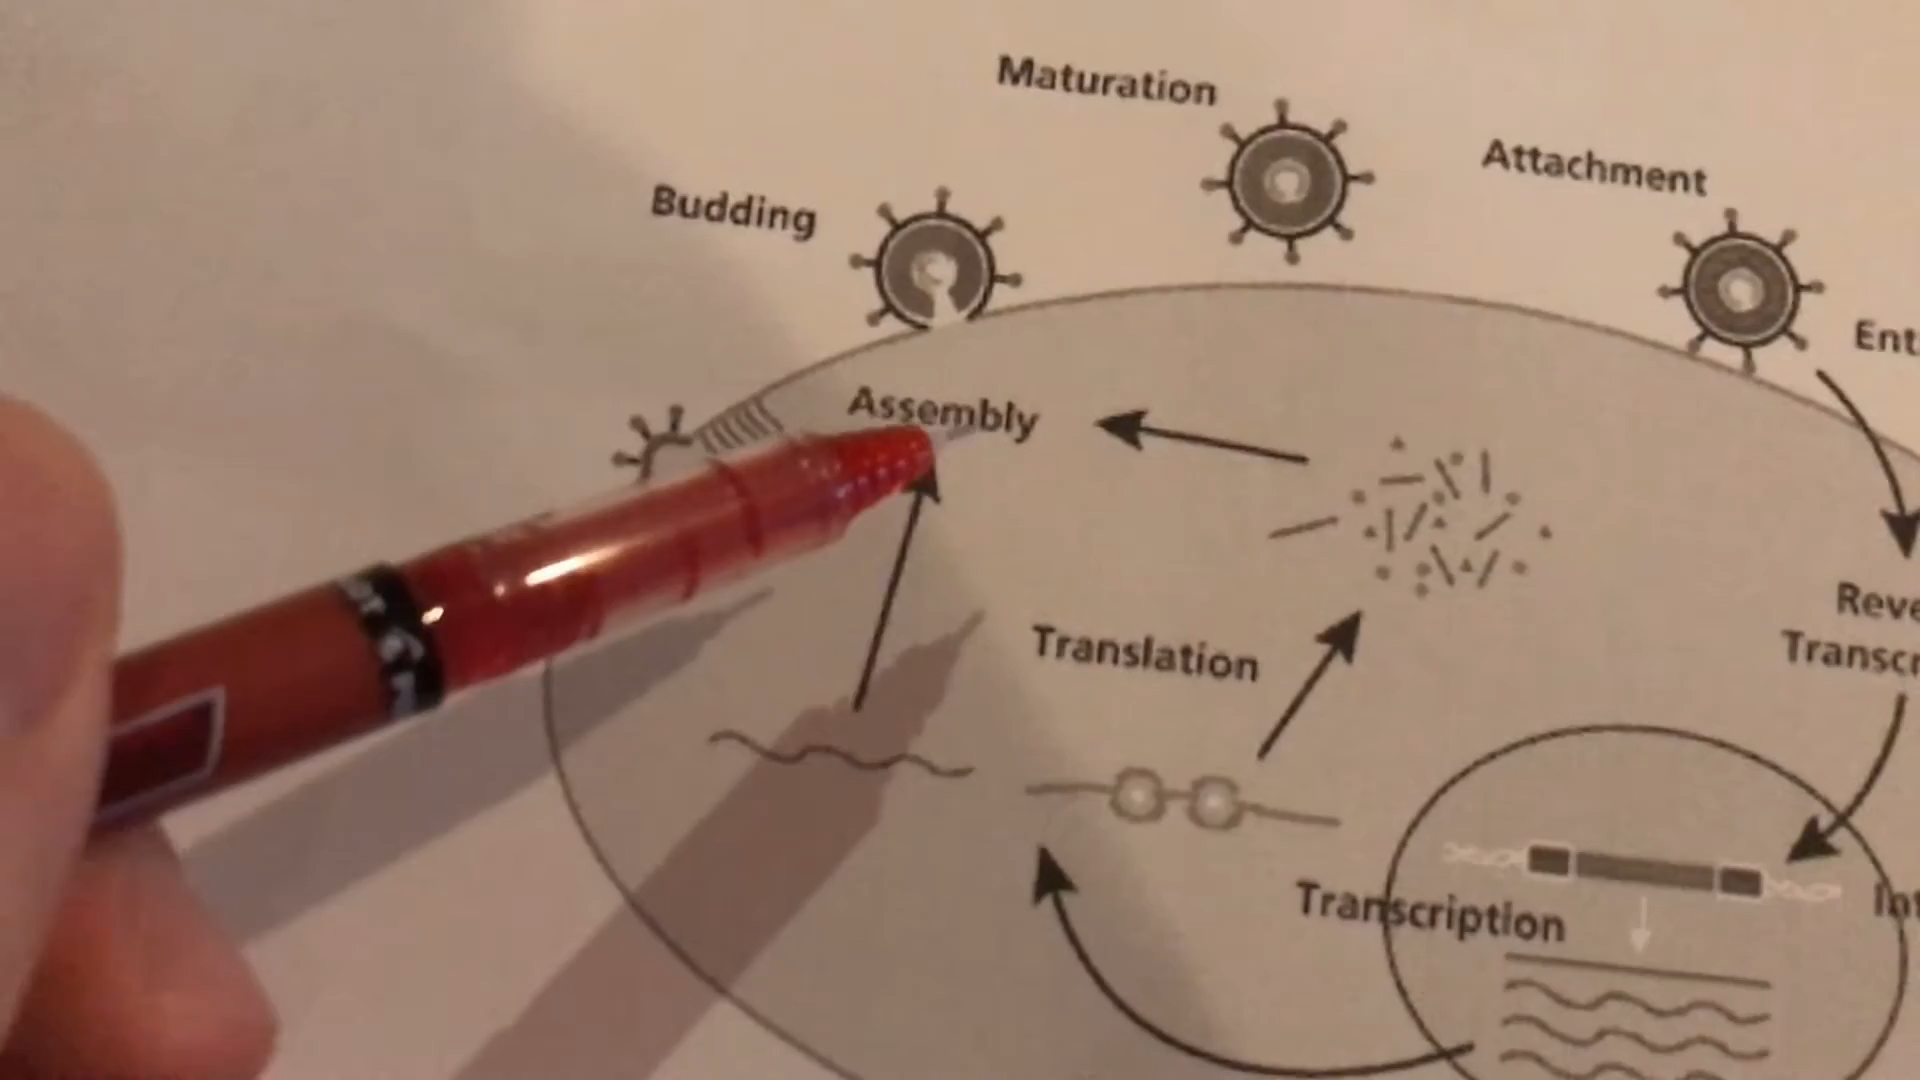 Maturation
Attachment
Budding
Assembly
Translation
Transcription